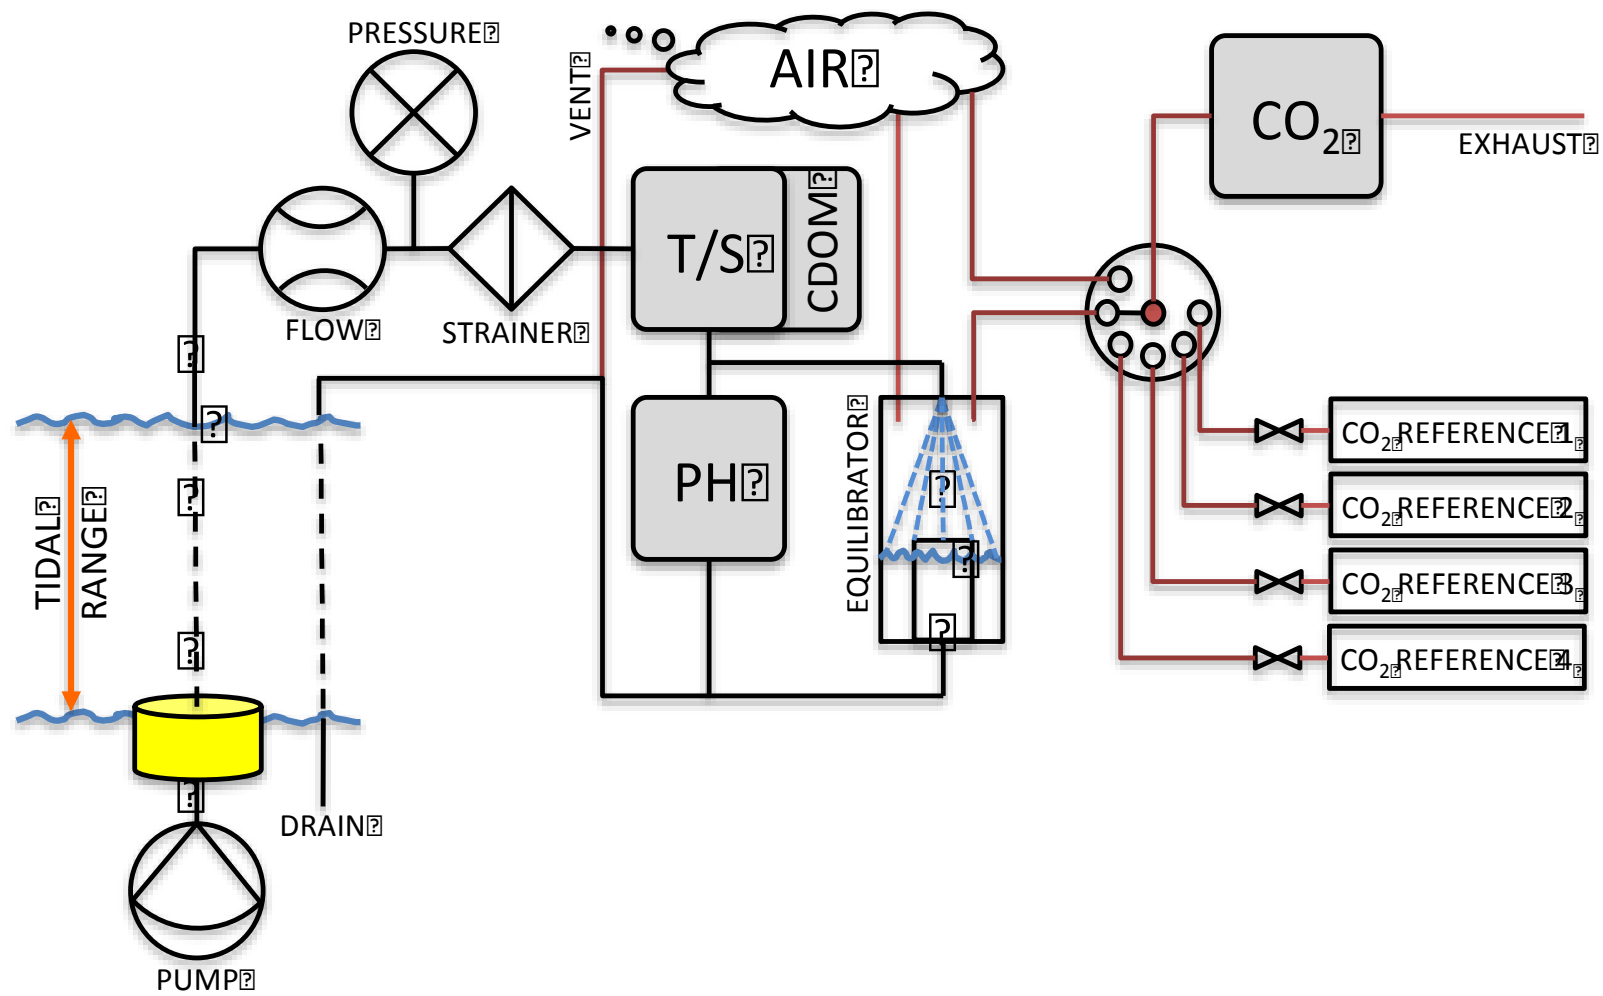 PRESSURE
VENT
AIR
CO2
EXHAUST
T/S
CDOM
FLOW
STRAINER
TIDAL
RANGE
PH
EQUILIBRATOR
CO2 REFERENCE 1
CO2 REFERENCE 2
CO2 REFERENCE 3
CO2 REFERENCE 4
DRAIN
PUMP